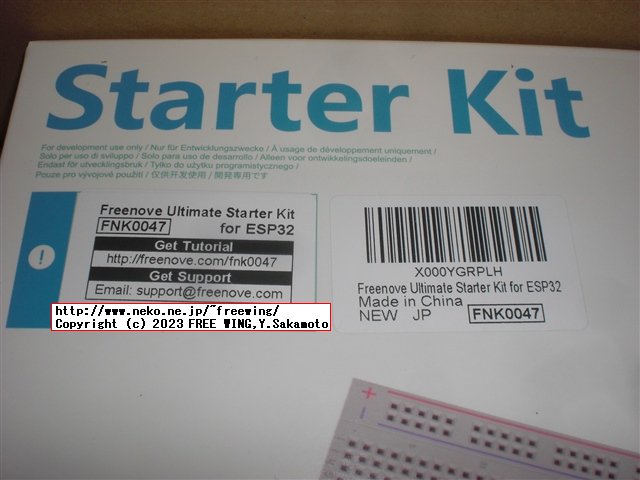 Starter Kit
For development use only / Nur für Entwicklungszwecke / À usage de développement uniquement /
Solo per uso di sviluppo / Solo para uso de desarrollo / Alleen voor ontwikkelingsdoeleinden /
Endast för utvecklingsbruk / Tylko do użytku programistycznego /
Pouze pro vývojové použití / 仅供开发使用 / 開発専用です
!
Freenove Ultimate Starter Kit
FNK0047 for ESP32
Get Tutorial
http://freenove.com/fnk0047
Get Support
Email: support@freenove.com
X000YGRPLH
Freenove Ultimate Starter Kit for ESP32
Made in China
NEW JP FNK0047
http://www.neko.ne.jp/~freewing/
Copyright (c) 2023 FREE WING,Y.Sakamoto
+
−